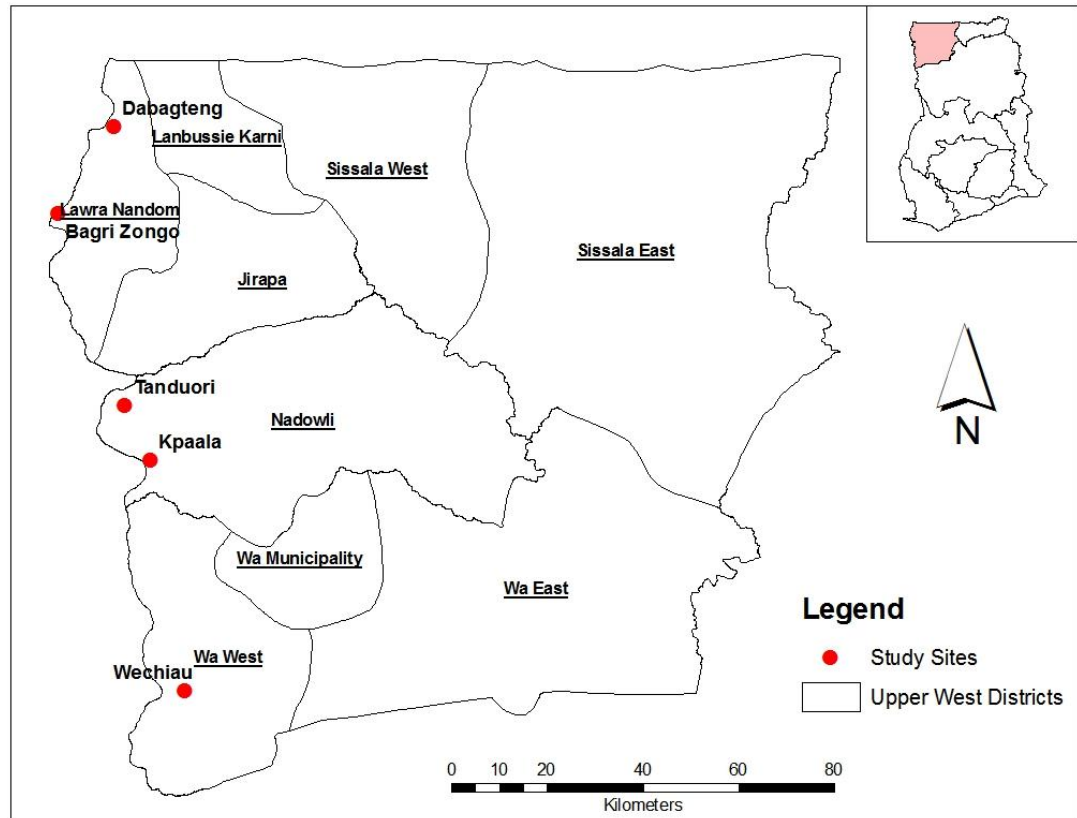 Dabagteng
Lanbussie Karni
Sissala West
Lawra Nandom
Bagri Zongo
Sissala East
Jirapa
Tanduori
Nadowli
Kpaala
N
Wa Municipality
Wa East
Wa West
Wechiau
Legend
Study Sites
Upper West Districts
0 10 20 40 60 80
Kilometers